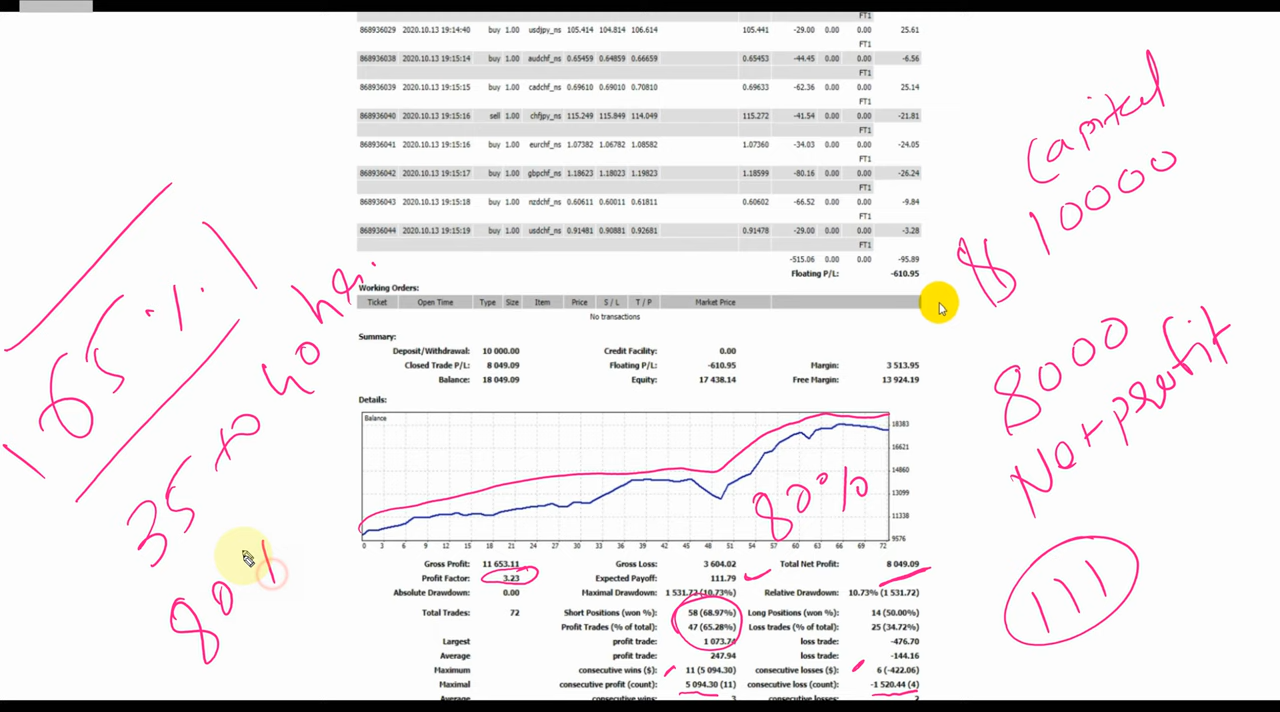 FT1
868936029 2020.10.13 19:14:40 buy 1.00 usdjpy_ns 105.414 104.814 106.614 105.441 -29.00 0.00 0.00 25.61
FT1
868936038 2020.10.13 19:15:14 buy 1.00 audchf_ns 0.65459 0.64859 0.66659 0.65453 -44.45 0.00 0.00 -6.56
FT1
868936039 2020.10.13 19:15:15 buy 1.00 cadchf_ns 0.69610 0.69010 0.70810 0.69633 -62.36 0.00 0.00 25.14
FT1
868936040 2020.10.13 19:15:16 sell 1.00 chfjpy_ns 115.249 115.849 114.049 115.272 -41.54 0.00 0.00 -21.81
FT1
868936041 2020.10.13 19:15:16 buy 1.00 eurchf_ns 1.07382 1.06782 1.08582 1.07360 -34.03 0.00 0.00 -24.05
FT1
868936042 2020.10.13 19:15:17 buy 1.00 gbpchf_ns 1.18623 1.18023 1.19823 1.18599 -80.16 0.00 0.00 -26.24
FT1
868936043 2020.10.13 19:15:18 buy 1.00 nzdchf_ns 0.60611 0.60011 0.61811 0.60602 -66.52 0.00 0.00 -9.84
FT1
868936044 2020.10.13 19:15:19 buy 1.00 usdchf_ns 0.91481 0.90881 0.92681 0.91478 -29.00 0.00 0.00 -3.28
FT1
-515.06 0.00 0.00 -95.89
Floating P/L: -610.95
Working Orders:
Ticket Open Time Type Size Item Price S / L T / P Market Price
No transactions
Summary:
Deposit/Withdrawal: 10 000.00 Credit Facility: 0.00
Closed Trade P/L: 8 049.09 Floating P/L: -610.95 Margin: 3 513.95
Balance: 18 049.09 Equity: 17 438.14 Free Margin: 13 924.19
Details:
Balance
18383
16621
14860
13099
11338
9576
0 3 6 9 12 15 18 21 24 27 30 33 36 39 42 45 48 51 54 57 60 63 66 69 72
Gross Profit: 11 653.11 Gross Loss: 3 604.02 Total Net Profit: 8 049.09
Profit Factor: 3.23 Expected Payoff: 111.79
Absolute Drawdown: 0.00 Maximal Drawdown: 1 531.72 (10.73%) Relative Drawdown: 10.73% (1 531.72)
Total Trades: 72 Short Positions (won %): 58 (68.97%) Long Positions (won %): 14 (50.00%)
Profit Trades (% of total): 47 (65.28%) Loss trades (% of total): 25 (34.72%)
Largest profit trade: 1 073.74 loss trade: -476.70
Average profit trade: 247.94 loss trade: -144.16
Maximum consecutive wins ($): 11 (5 094.30) consecutive losses ($): 6 (-422.06)
Maximal consecutive profit (count): 5 094.30 (11) consecutive loss (count): -1 520.44 (4)
Average consecutive wins: 3 consecutive losses: 2
Capital
$ 10000
8000
Net profit
111
80%
65%
35 to 40
80